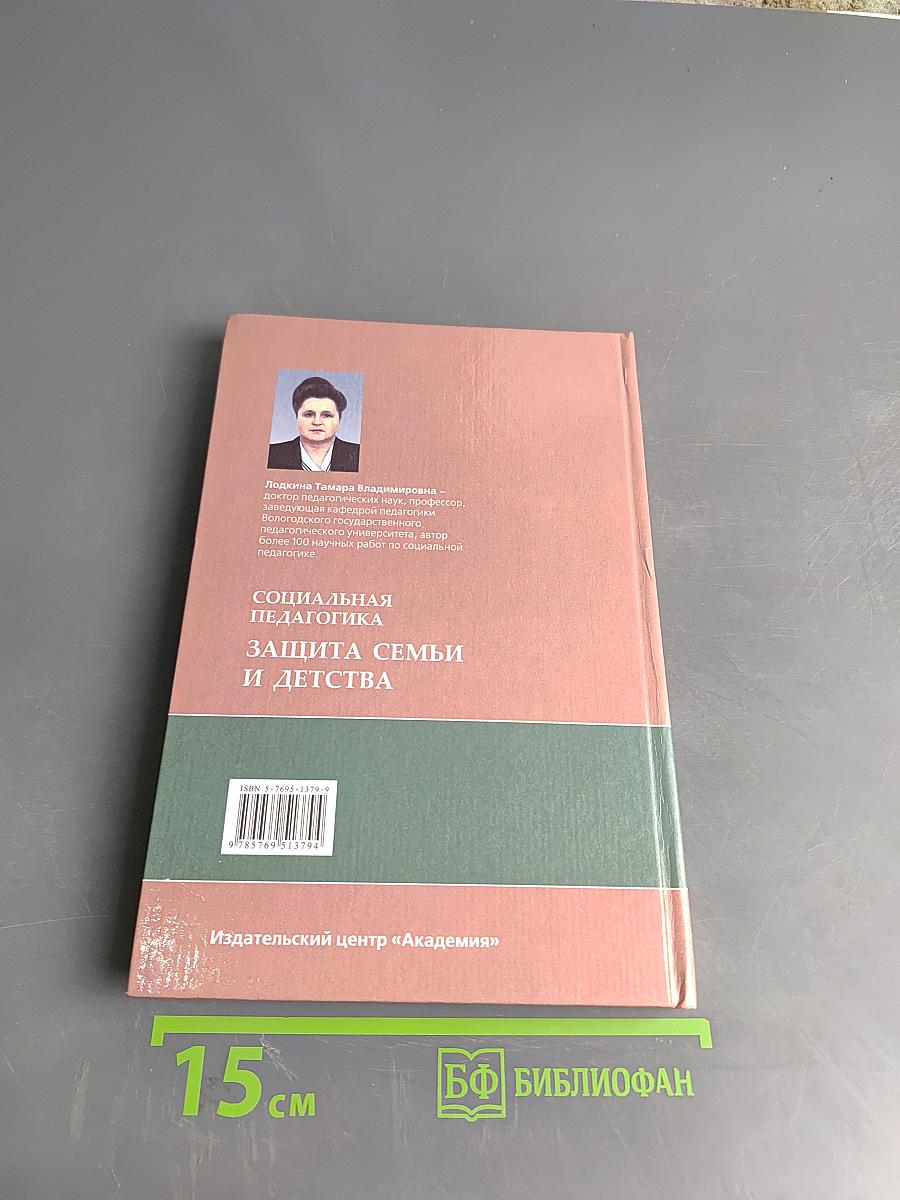 Лодкина Тамара Владимировна –
доктор педагогических наук, профессор,
заведующая кафедрой педагогики
Вологодского государственного
педагогического университета, автор
более 100 научных работ по социальной
педагогике.
СОЦИАЛЬНАЯ
ПЕДАГОГИКА
ЗАЩИТА СЕМЬИ
И ДЕТСТВА
ISBN 5-7695-1379-9
9 785769 513794
Издательский центр «Академия»
15 см
БФ БИБЛИОФАН